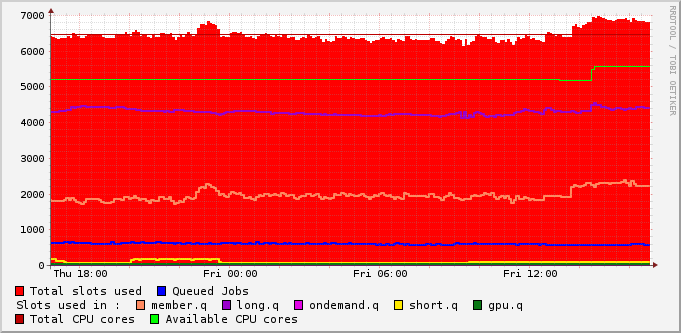 7000
6000
5000
4000
3000
2000
1000
0
Thu 18:00 Fri 00:00 Fri 06:00 Fri 12:00
RRDTOOL / TOBI OETIKER
Total slots used Queued Jobs
Slots used in : member.q long.q ondemand.q short.q gpu.q
Total CPU cores Available CPU cores